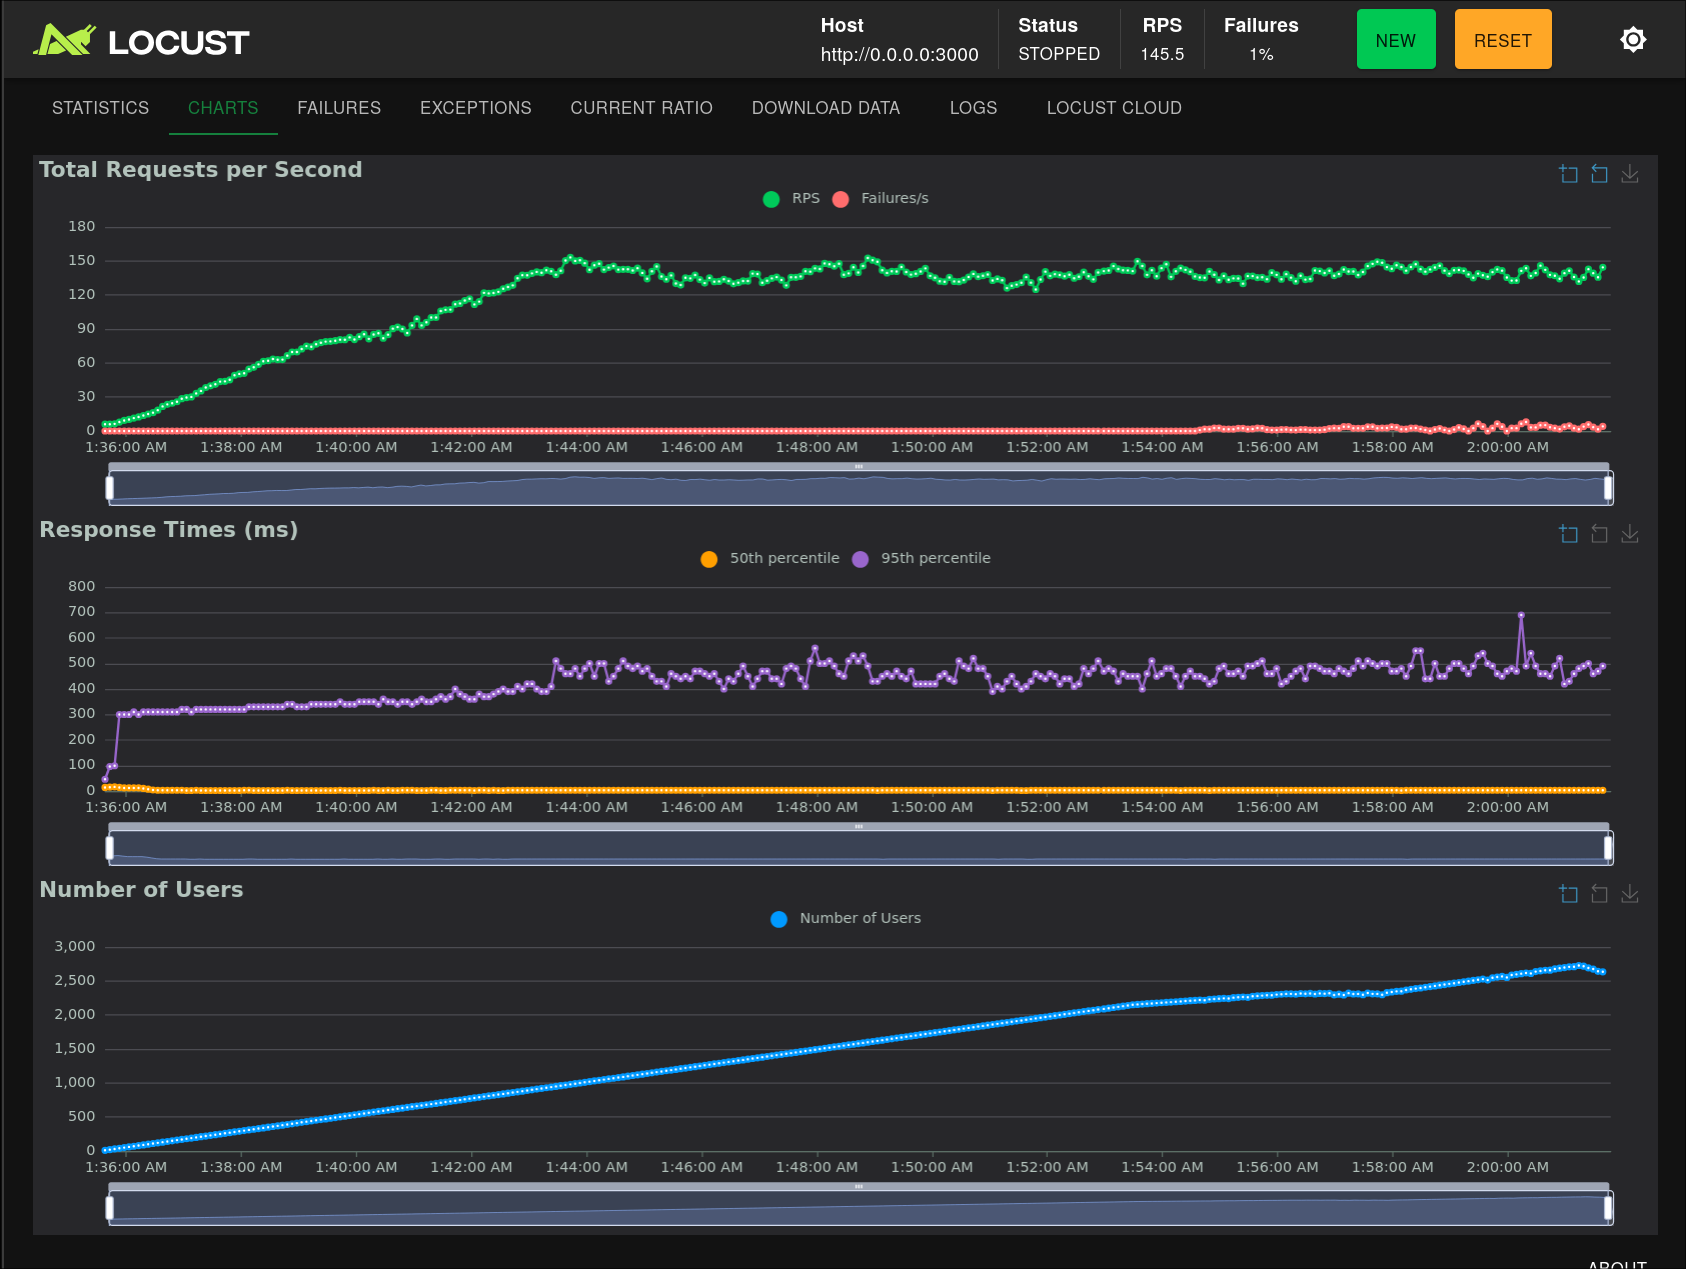 LOCUST
Host
http://0.0.0.0:3000
Status
STOPPED
RPS
145.5
Failures
1%
NEW
RESET
STATISTICS
CHARTS
FAILURES
EXCEPTIONS
CURRENT RATIO
DOWNLOAD DATA
LOGS
LOCUST CLOUD
Total Requests per Second
RPS
Failures/s
180
150
120
90
60
30
0
1:36:00 AM
1:38:00 AM
1:40:00 AM
1:42:00 AM
1:44:00 AM
1:46:00 AM
1:48:00 AM
1:50:00 AM
1:52:00 AM
1:54:00 AM
1:56:00 AM
1:58:00 AM
2:00:00 AM
Response Times (ms)
50th percentile
95th percentile
800
700
600
500
400
300
200
100
0
1:36:00 AM
1:38:00 AM
1:40:00 AM
1:42:00 AM
1:44:00 AM
1:46:00 AM
1:48:00 AM
1:50:00 AM
1:52:00 AM
1:54:00 AM
1:56:00 AM
1:58:00 AM
2:00:00 AM
Number of Users
Number of Users
3,000
2,500
2,000
1,500
1,000
500
0
1:36:00 AM
1:38:00 AM
1:40:00 AM
1:42:00 AM
1:44:00 AM
1:46:00 AM
1:48:00 AM
1:50:00 AM
1:52:00 AM
1:54:00 AM
1:56:00 AM
1:58:00 AM
2:00:00 AM
ABOUT